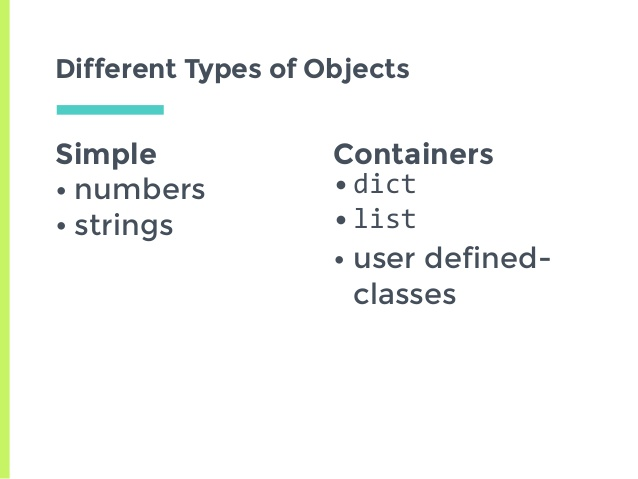 Different Types of Objects
Simple
• numbers
• strings
Containers
• dict
• list
• user defined-
classes